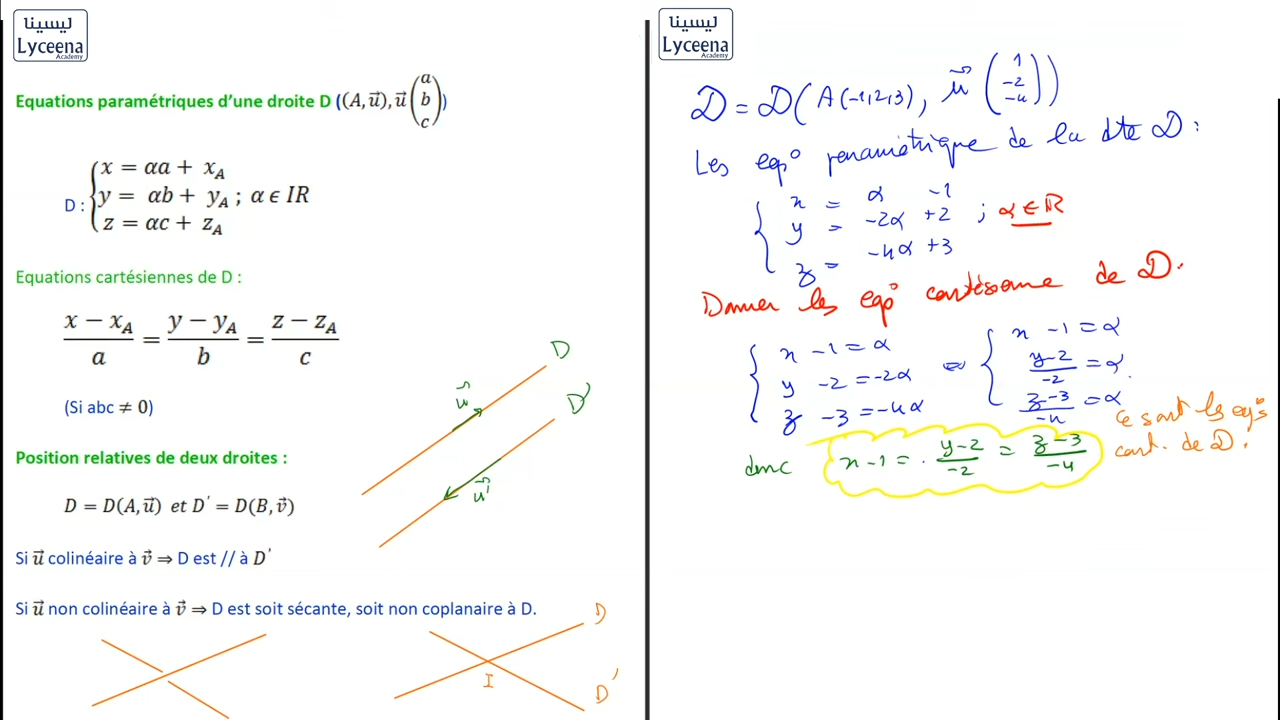 ليسينا
Lyceena
Academy
Equations paramétriques d’une droite D ((A, u⃗), u⃗ (a b c))
D : { x = αa + x_A
y = αb + y_A ; α ϵ IR
z = αc + z_A
Equations cartésiennes de D :
(x − x_A)/a = (y − y_A)/b = (z − z_A)/c
(Si abc ≠ 0)
D
D'
u⃗
u⃗'
Position relatives de deux droites :
D = D(A, u⃗) et D' = D(B, v⃗)
Si u⃗ colinéaire à v⃗ ⇒ D est // à D'
Si u⃗ non colinéaire à v⃗ ⇒ D est soit sécante, soit non coplanaire à D.
D
I
D'
ليسينا
Lyceena
Academy
D = D(A(-1,2,3), u⃗ (1 -2 -4))
Les eqº paramétrique de la dte D :
{ x = α -1
y = -2α +2 ; α ∈ ℝ
z = -4α +3
Donner les eqº cartésienne de D.
{ x -1 = α ⇔ { x -1 = α
y -2 = -2α (y-2)/-2 = α
z -3 = -4α (z-3)/-4 = α
donc x -1 = (y-2)/-2 = (z-3)/-4
Ce sont les eqºs
cart. de D.